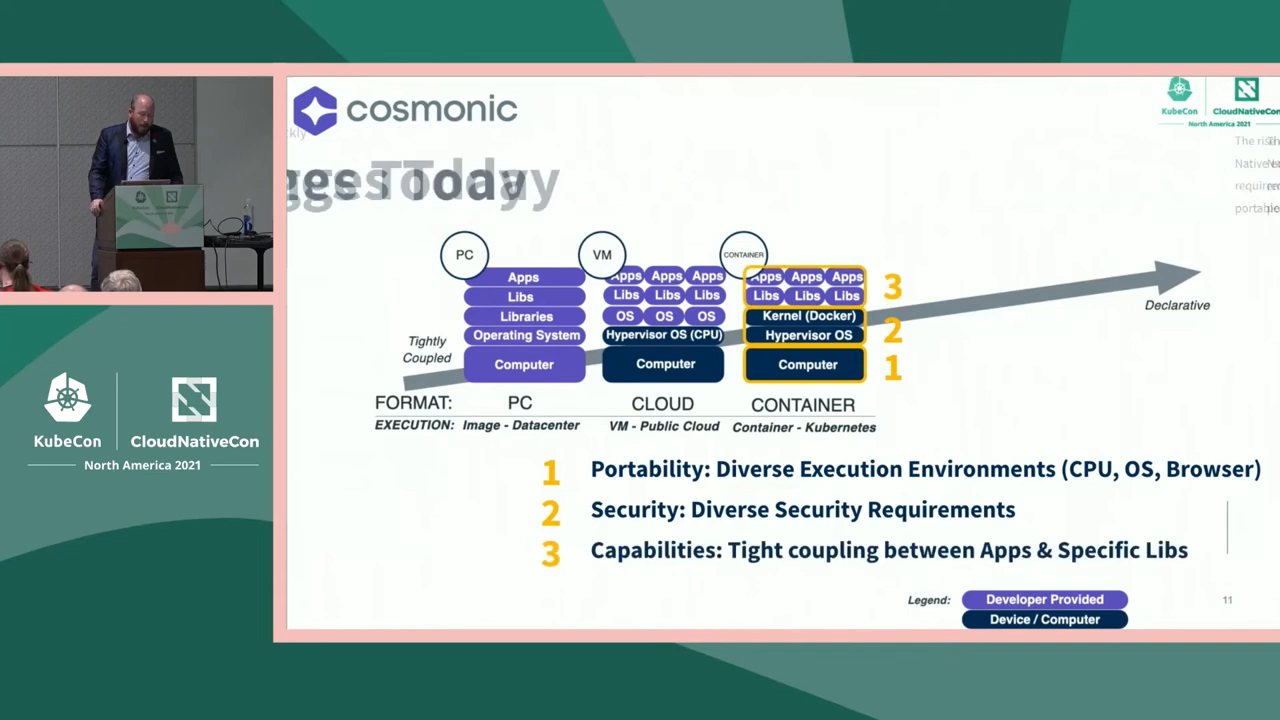 cosmonic
KubeCon
CloudNativeCon
North America 2021
Today
PC
VM
CONTAINER
Apps
Libs
Libraries
Operating System
Computer
Apps Apps Apps
Libs Libs Libs
OS OS OS
Hypervisor OS (CPU)
Computer
Apps Apps Apps
Libs Libs Libs
Kernel (Docker)
Hypervisor OS
Computer
3
2
1
Tightly
Coupled
Declarative
FORMAT: PC CLOUD CONTAINER
EXECUTION: Image - Datacenter VM - Public Cloud Container - Kubernetes
1 Portability: Diverse Execution Environments (CPU, OS, Browser)
2 Security: Diverse Security Requirements
3 Capabilities: Tight coupling between Apps & Specific Libs
Legend: Developer Provided
Device / Computer
11
KubeCon
CloudNativeCon
North America 2021